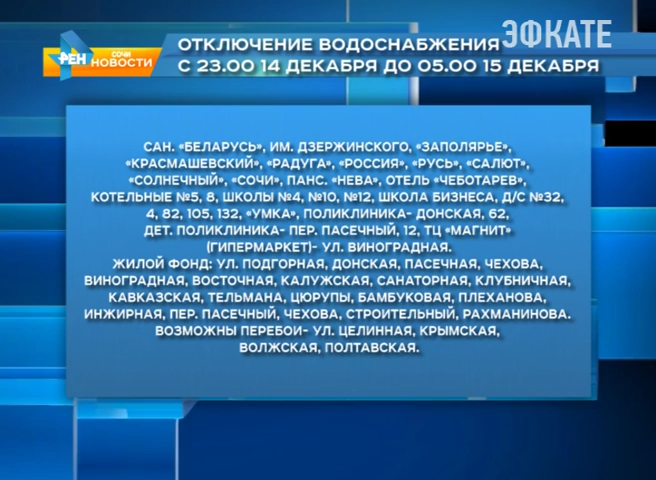 ЭФКАТЕ
РЕН
СОЧИ
НОВОСТИ
ОТКЛЮЧЕНИЕ ВОДОСНАБЖЕНИЯ
С 23.00 14 ДЕКАБРЯ ДО 05.00 15 ДЕКАБРЯ
САН. «БЕЛАРУСЬ», ИМ. ДЗЕРЖИНСКОГО, «ЗАПОЛЯРЬЕ»,
«КРАСМАШЕВСКИЙ», «РАДУГА», «РОССИЯ», «РУСЬ», «САЛЮТ»,
«СОЛНЕЧНЫЙ», «СОЧИ», ПАНС. «НЕВА», ОТЕЛЬ «ЧЕБОТАРЕВ»,
КОТЕЛЬНЫЕ №5, 8, ШКОЛЫ №4, №10, №12, ШКОЛА БИЗНЕСА, Д/С №32,
4, 82, 105, 132, «УМКА», ПОЛИКЛИНИКА- ДОНСКАЯ, 62,
ДЕТ. ПОЛИКЛИНИКА- ПЕР. ПАСЕЧНЫЙ, 12, ТЦ «МАГНИТ»
(ГИПЕРМАРКЕТ)- УЛ. ВИНОГРАДНАЯ.
ЖИЛОЙ ФОНД: УЛ. ПОДГОРНАЯ, ДОНСКАЯ, ПАСЕЧНАЯ, ЧЕХОВА,
ВИНОГРАДНАЯ, ВОСТОЧНАЯ, КАЛУЖСКАЯ, САНАТОРНАЯ, КЛУБНИЧНАЯ,
КАВКАЗСКАЯ, ТЕЛЬМАНА, ЦЮРУПЫ, БАМБУКОВАЯ, ПЛЕХАНОВА,
ИНЖИРНАЯ, ПЕР. ПАСЕЧНЫЙ, ЧЕХОВА, СТРОИТЕЛЬНЫЙ, РАХМАНИНОВА.
ВОЗМОЖНЫ ПЕРЕБОИ- УЛ. ЦЕЛИННАЯ, КРЫМСКАЯ,
ВОЛЖСКАЯ, ПОЛТАВСКАЯ.